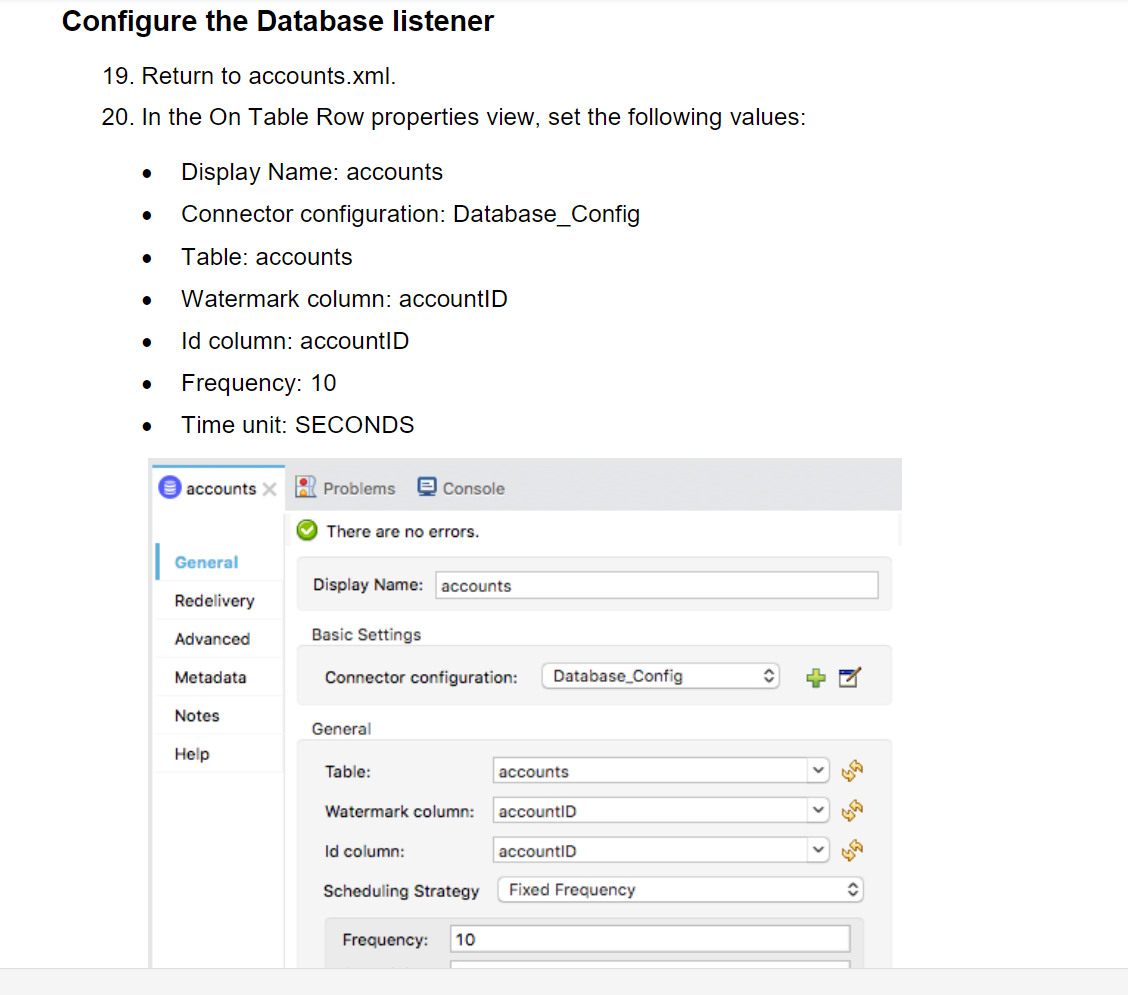 Configure the Database listener
19. Return to accounts.xml.
20. In the On Table Row properties view, set the following values:
• Display Name: accounts
• Connector configuration: Database_Config
• Table: accounts
• Watermark column: accountID
• Id column: accountID
• Frequency: 10
• Time unit: SECONDS
accounts Problems Console
There are no errors.
General
Redelivery
Advanced
Metadata
Notes
Help
Display Name: accounts
Basic Settings
Connector configuration: Database_Config
General
Table: accounts
Watermark column: accountID
Id column: accountID
Scheduling Strategy Fixed Frequency
Frequency: 10